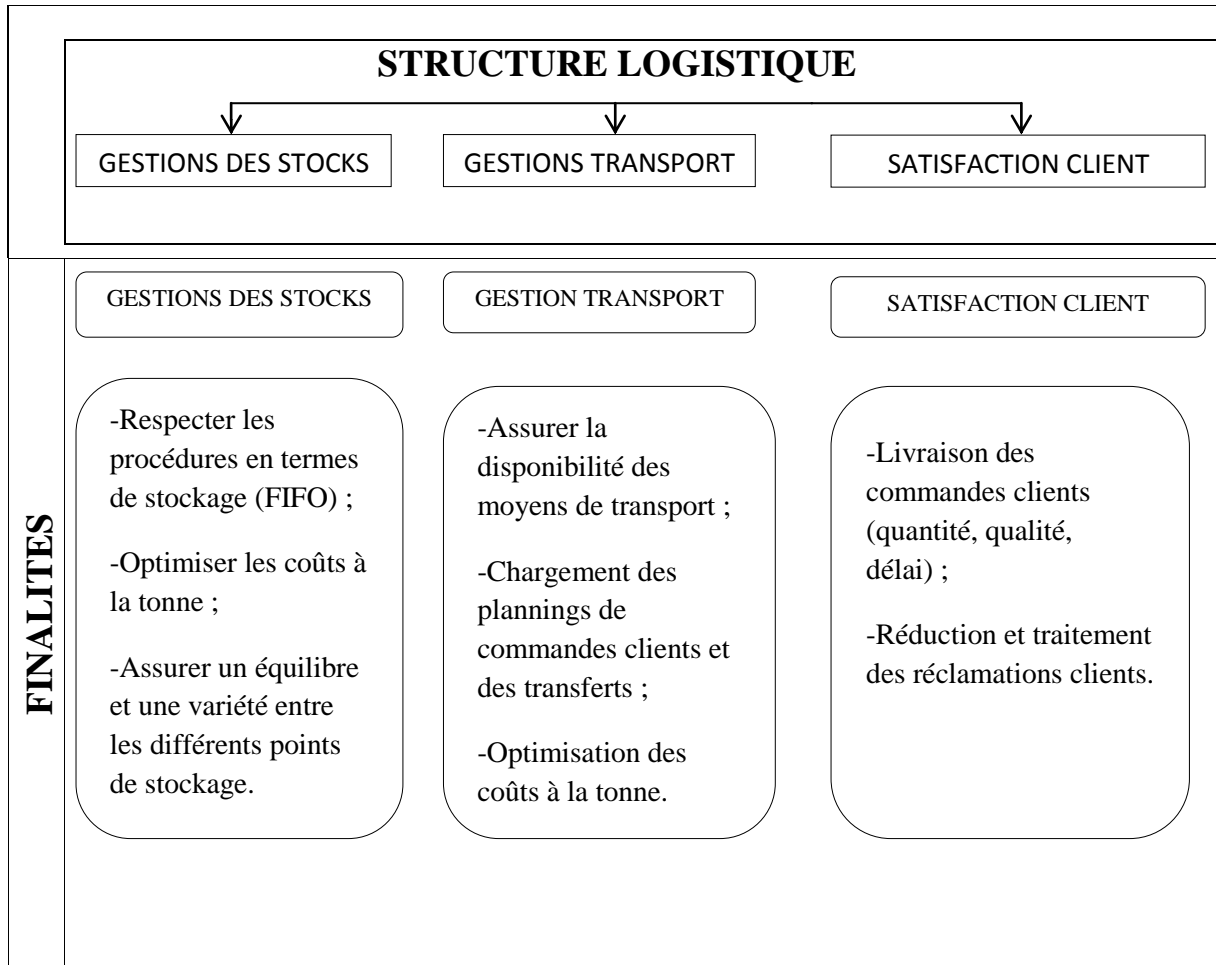 STRUCTURE LOGISTIQUE
GESTIONS DES STOCKS
GESTIONS TRANSPORT
SATISFACTION CLIENT
FINALITES
GESTIONS DES STOCKS
GESTION TRANSPORT
SATISFACTION CLIENT
-Respecter les
procédures en termes
de stockage (FIFO) ;
-Optimiser les coûts à
la tonne ;
-Assurer un équilibre
et une variété entre
les différents points
de stockage.
-Assurer la
disponibilité des
moyens de transport ;
-Chargement des
plannings de
commandes clients et
des transferts ;
-Optimisation des
coûts à la tonne.
-Livraison des
commandes clients
(quantité, qualité,
délai) ;
-Réduction et traitement
des réclamations clients.